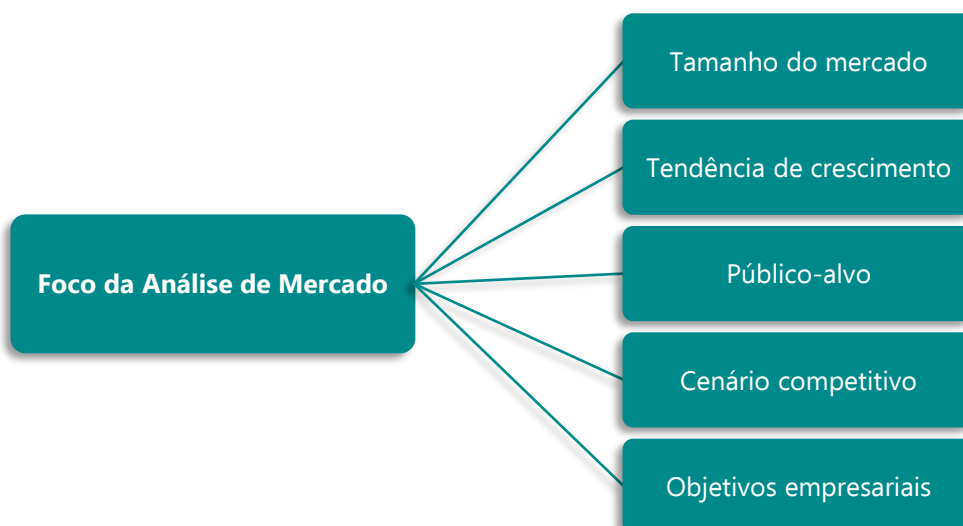 Foco da Análise de Mercado
Tamanho do mercado
Tendência de crescimento
Público-alvo
Cenário competitivo
Objetivos empresariais